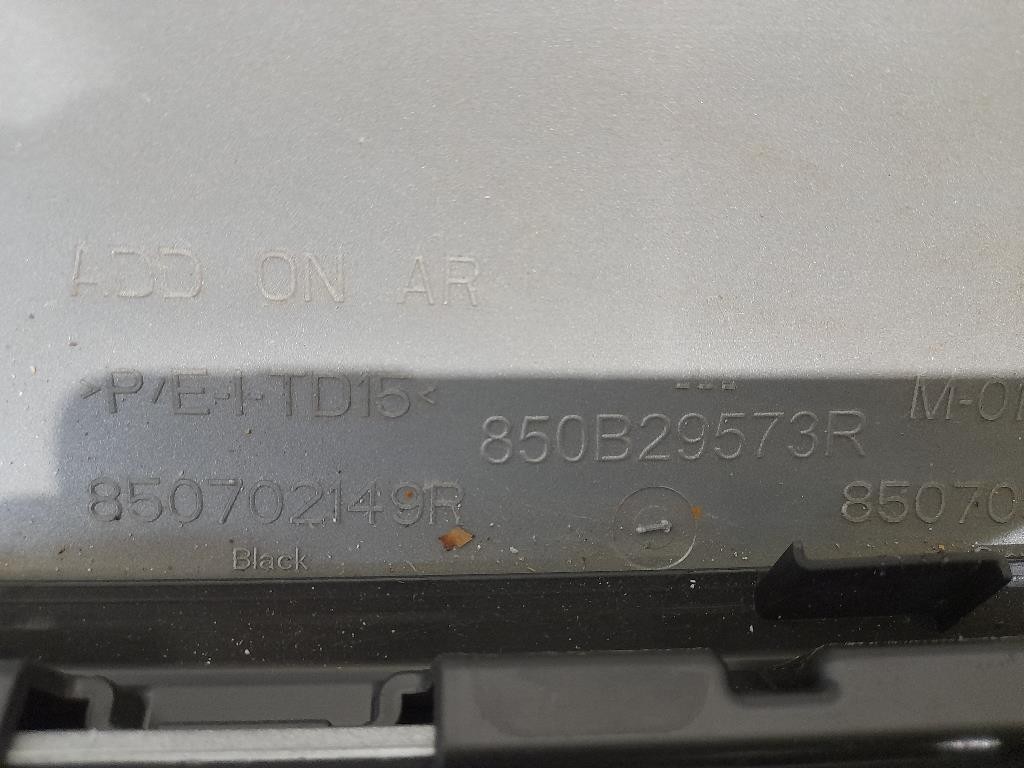 ADD ON AR
>P/E-I-TD15< ---
850B29573R
850702149R 85070
Black